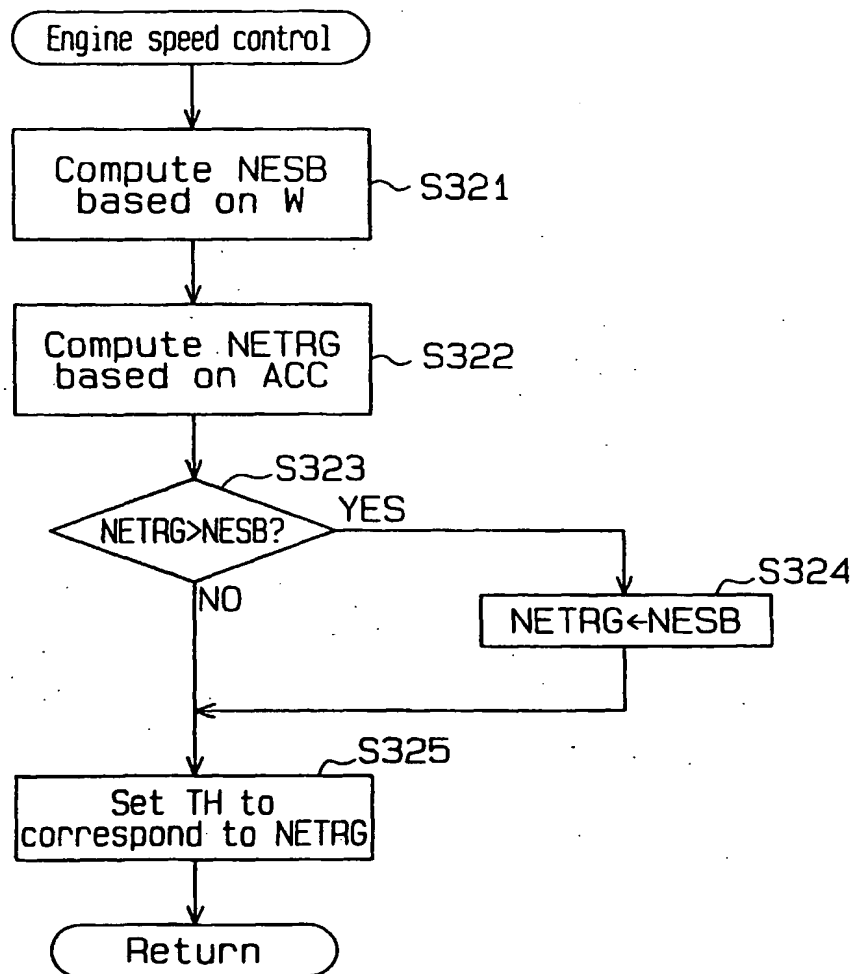 Engine speed control
Compute NESB
based on W
S321
Compute NETRG
based on ACC
S322
S323
NETRG>NESB?
YES
NO
S324
NETRG←NESB
S325
Set TH to
correspond to NETRG
Return